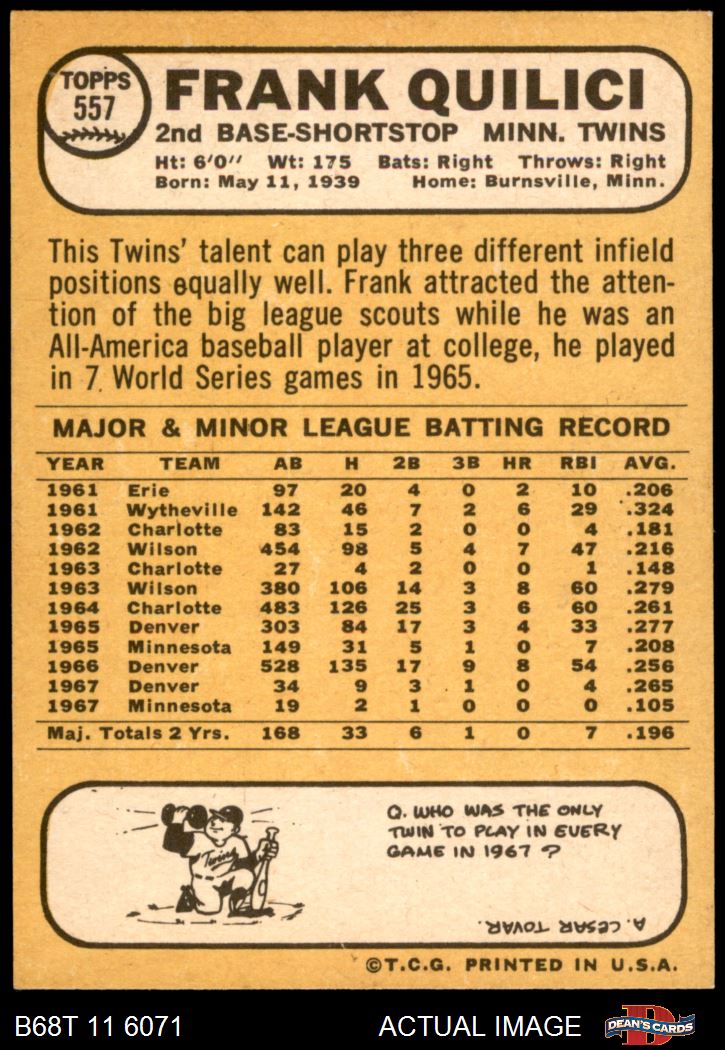 TOPPS
557
FRANK QUILICI
2nd BASE-SHORTSTOP MINN. TWINS
Ht: 6'0" Wt: 175 Bats: Right Throws: Right
Born: May 11, 1939 Home: Burnsville, Minn.
This Twins' talent can play three different infield
positions equally well. Frank attracted the atten-
tion of the big league scouts while he was an
All-America baseball player at college, he played
in 7 World Series games in 1965.
MAJOR & MINOR LEAGUE BATTING RECORD
YEAR TEAM AB H 2B 3B HR RBI AVG.
1961 Erie 97 20 4 0 2 10 .206
1961 Wytheville 142 46 7 2 6 29 .324
1962 Charlotte 83 15 2 0 0 4 .181
1962 Wilson 454 98 5 4 7 47 .216
1963 Charlotte 27 4 2 0 0 1 .148
1963 Wilson 380 106 14 3 8 60 .279
1964 Charlotte 483 126 25 3 6 60 .261
1965 Denver 303 84 17 3 4 33 .277
1965 Minnesota 149 31 5 1 0 7 .208
1966 Denver 528 135 17 9 8 54 .256
1967 Denver 34 9 3 1 0 4 .265
1967 Minnesota 19 2 1 0 0 0 .105
Maj. Totals 2 Yrs. 168 33 6 1 0 7 .196
Twins
Q. WHO WAS THE ONLY
TWIN TO PLAY IN EVERY
GAME IN 1967 ?
A. CESAR TOVAR.
©T.C.G. PRINTED IN U.S.A.
B68T 11 6071 ACTUAL IMAGE
D
DEAN'S CARDS